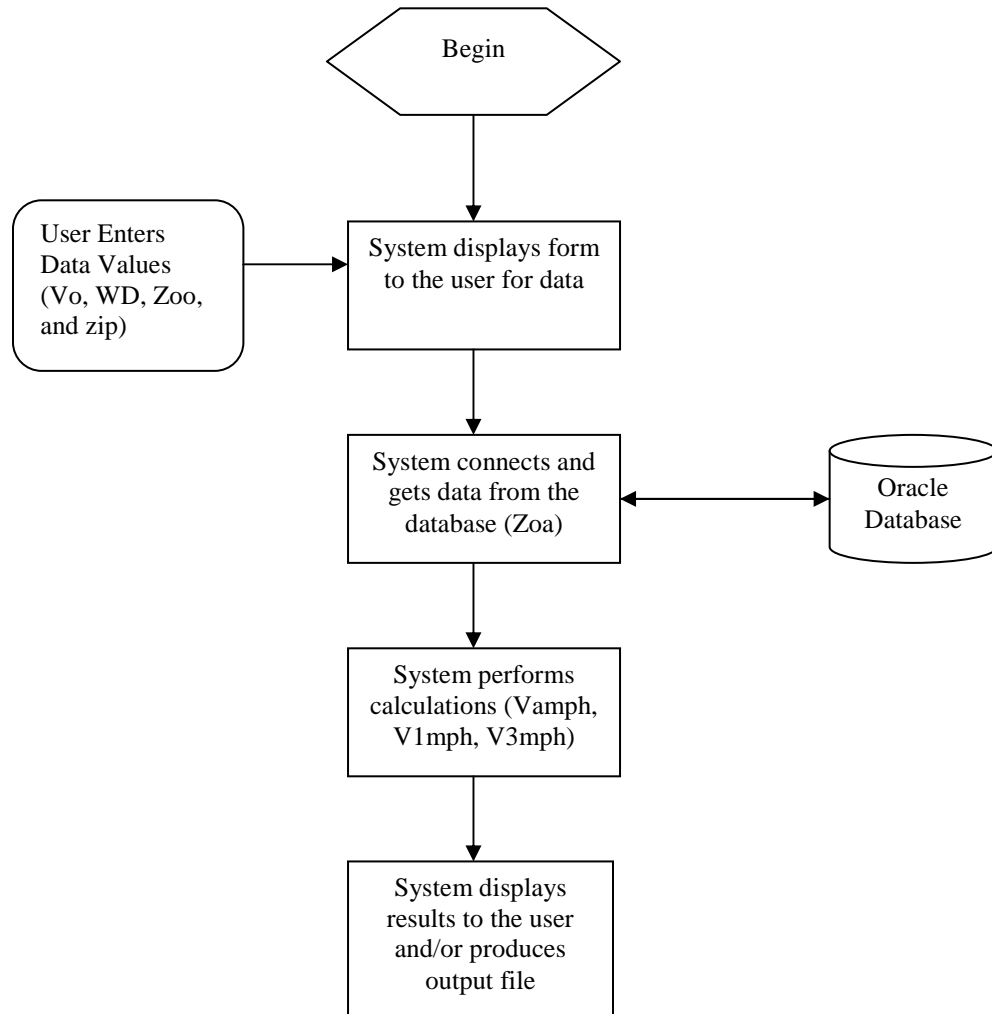 Begin
User Enters
Data Values
(Vo, WD, Zoo,
and zip)
System displays form
to the user for data
System connects and
gets data from the
database (Zoa)
Oracle
Database
System performs
calculations (Vamph,
V1mph, V3mph)
System displays
results to the user
and/or produces
output file